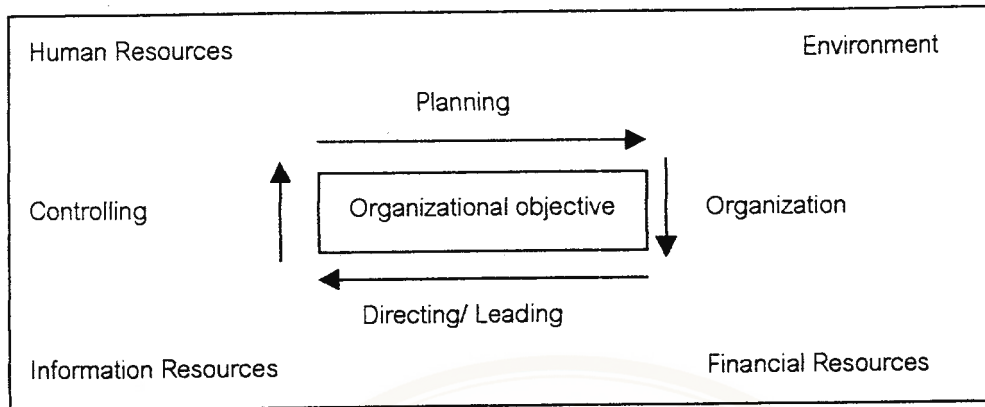 Human Resources
Environment
Planning
Controlling
Organizational objective
Organization
Directing/ Leading
Information Resources
Financial Resources